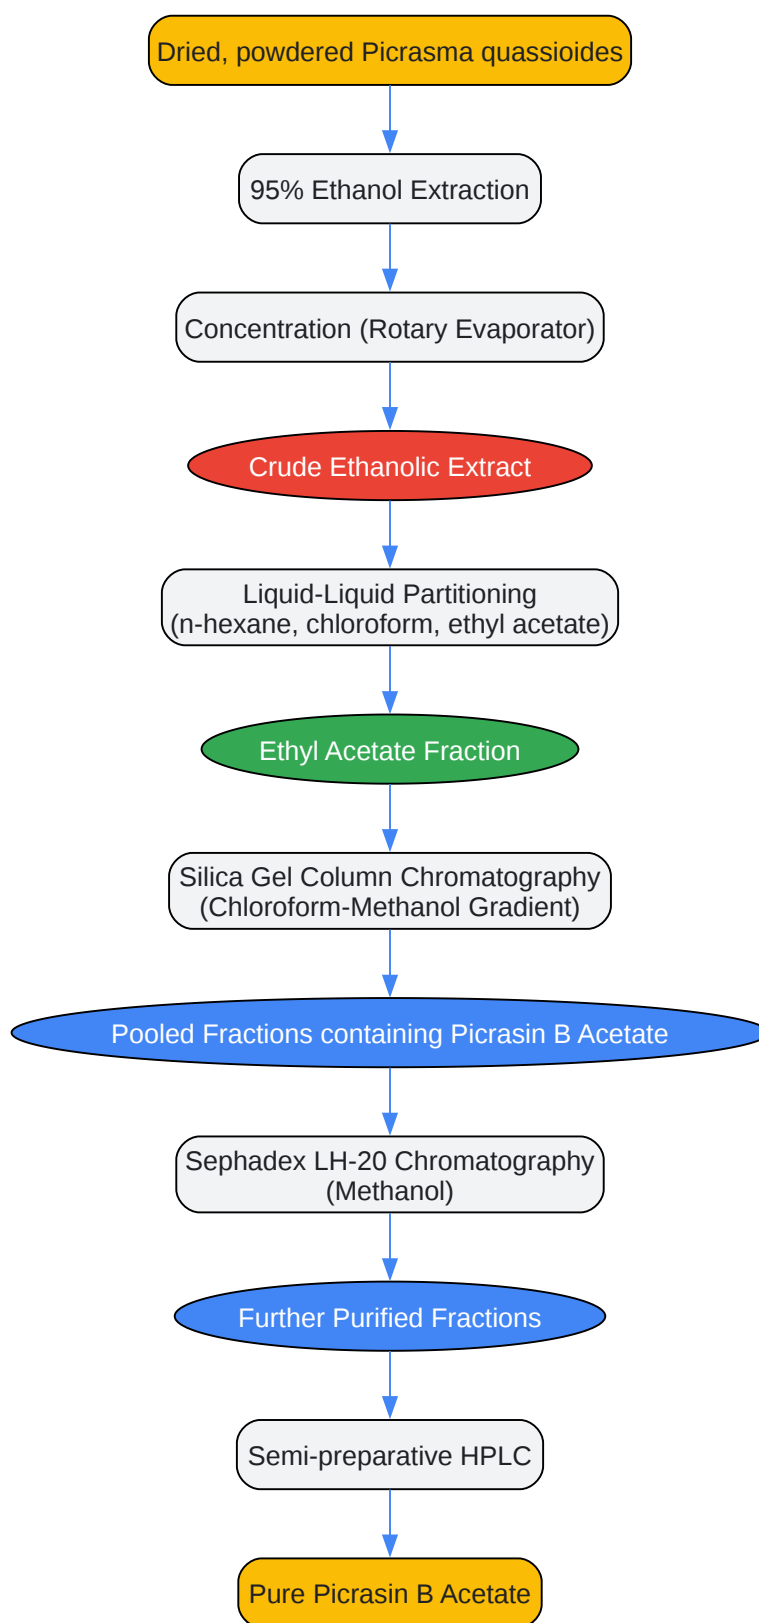 Dried, powdered Picrasma quassioides
95% Ethanol Extraction
Concentration (Rotary Evaporator)
Crude Ethanolic Extract
Liquid-Liquid Partitioning
(n-hexane, chloroform, ethyl acetate)
Ethyl Acetate Fraction
Silica Gel Column Chromatography
(Chloroform-Methanol Gradient)
Pooled Fractions containing Picrasin B Acetate
Sephadex LH-20 Chromatography
(Methanol)
Further Purified Fractions
Semi-preparative HPLC
Pure Picrasin B Acetate